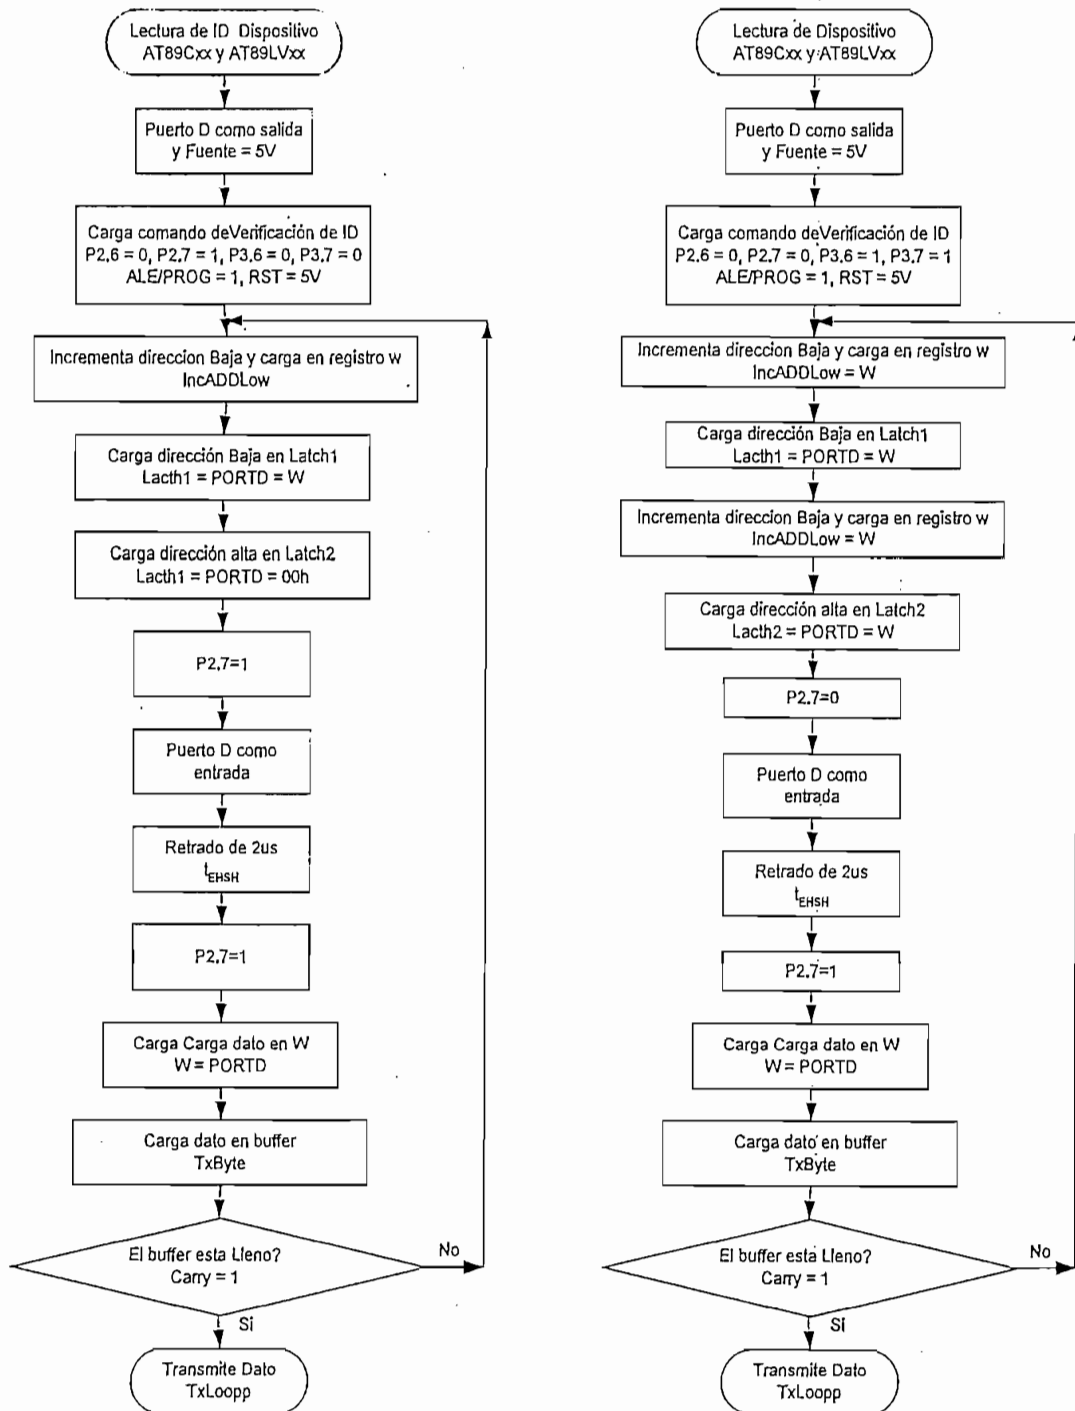 Lectura de ID Dispositivo
AT89Cxx y AT89LVxx
Puerto D como salida
y Fuente = 5V
Carga comando deVerificación de ID
P2.6 = 0, P2.7 = 1, P3.6 = 0, P3.7 = 0
ALE/PROG = 1, RST = 5V
Incrementa direccion Baja y carga en registro w
IncADDLow
Carga dirección Baja en Latch1
Lacth1 = PORTD = W
Carga dirección alta en Latch2
Lacth1 = PORTD = 00h
P2.7=1
Puerto D como
entrada
Retrado de 2us
tEHSH
P2.7=1
Carga Carga dato en W
W= PORTD
Carga dato en buffer
TxByte
El buffer esta Lleno?
Carry = 1
No
Si
Transmite Dato
TxLoopp
Lectura de Dispositivo
AT89Cxx y AT89LVxx
Puerto D como salida
y Fuente = 5V
Carga comando deVerificación de ID
P2.6 = 0, P2.7 = 0, P3.6 = 1, P3.7 = 1
ALE/PROG = 1, RST = 5V
Incrementa direccion Baja y carga en registro w
IncADDLow = W
Carga dirección Baja en Latch1
Lacth1 = PORTD = W
Incrementa direccion Baja y carga en registro w
IncADDLow = W
Carga dirección alta en Latch2
Lacth2 = PORTD = W
P2.7=0
Puerto D como
entrada
Retrado de 2us
tEHSH
P2.7=1
Carga Carga dato en W
W= PORTD
Carga dato en buffer
TxByte
El buffer está Lleno?
Carry = 1
No
Si
Transmite Dato
TxLoopp